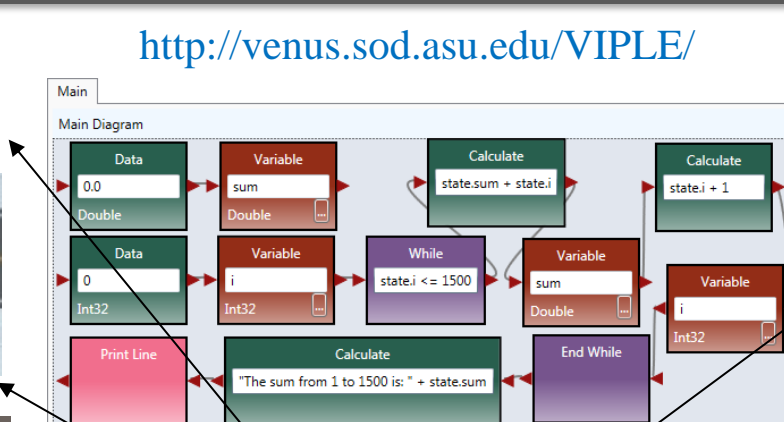 http://venus.sod.asu.edu/VIPLE/
Main
Main Diagram
Data
0.0
Double
Variable
sum
Double
...
Calculate
state.sum + state.i
Calculate
state.i + 1
Data
0
Int32
Variable
i
Int32
...
While
state.i <= 1500
Variable
sum
Double
...
Variable
i
Int32
...
Print Line
Calculate
"The sum from 1 to 1500 is: " + state.sum
End While